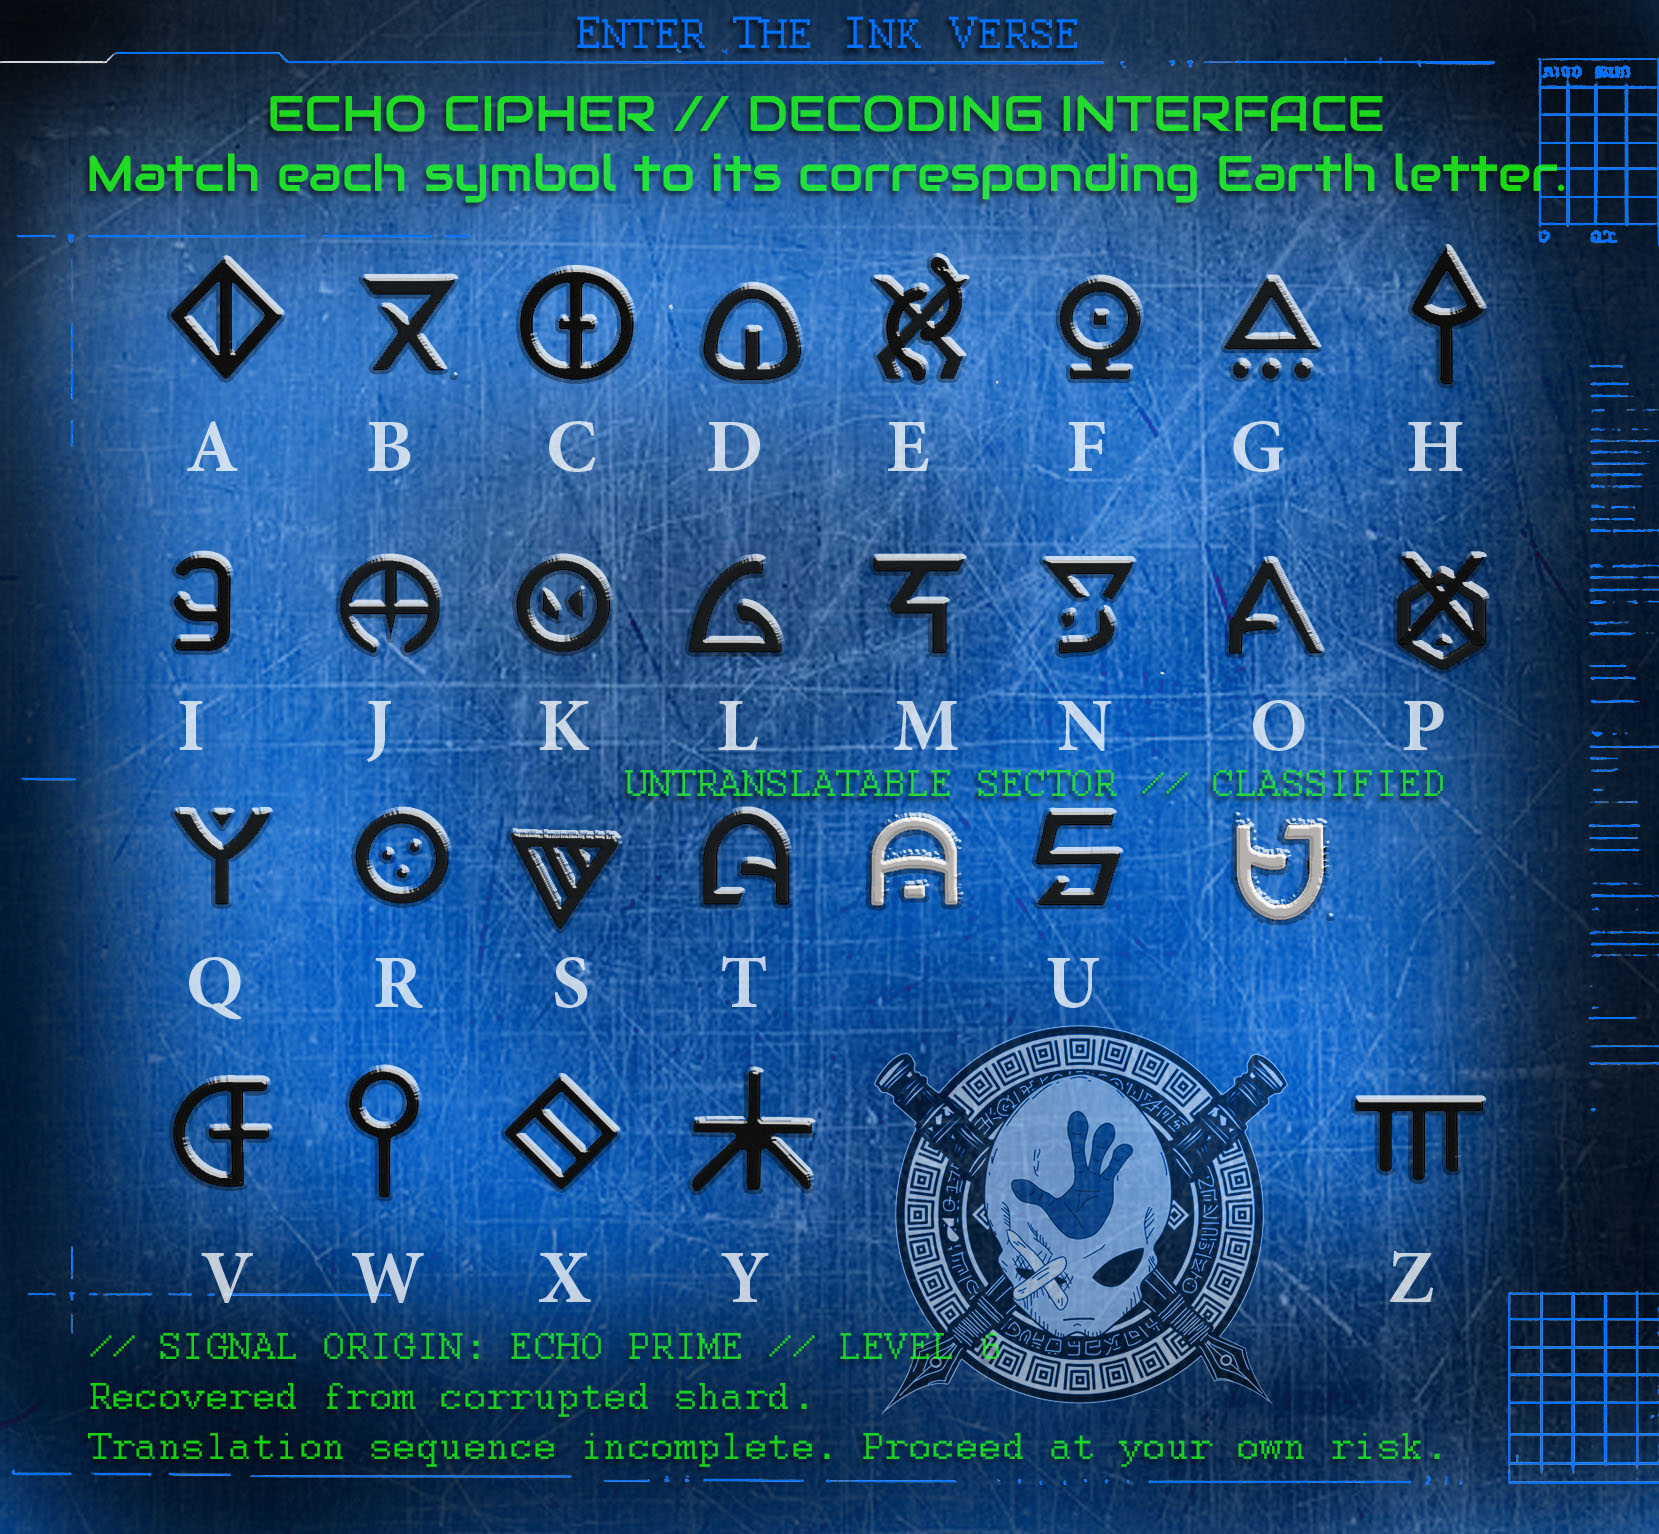 ENTER THE INK VERSE
ECHO CIPHER // DECODING INTERFACE
Match each symbol to its corresponding Earth letter.
A B C D E F G H
I J K L M N O P
UNTRANSLATABLE SECTOR // CLASSIFIED
Q R S T U
V W X Y Z
// SIGNAL ORIGIN: ECHO PRIME // LEVEL 6
Recovered from corrupted shard.
Translation sequence incomplete. Proceed at your own risk.